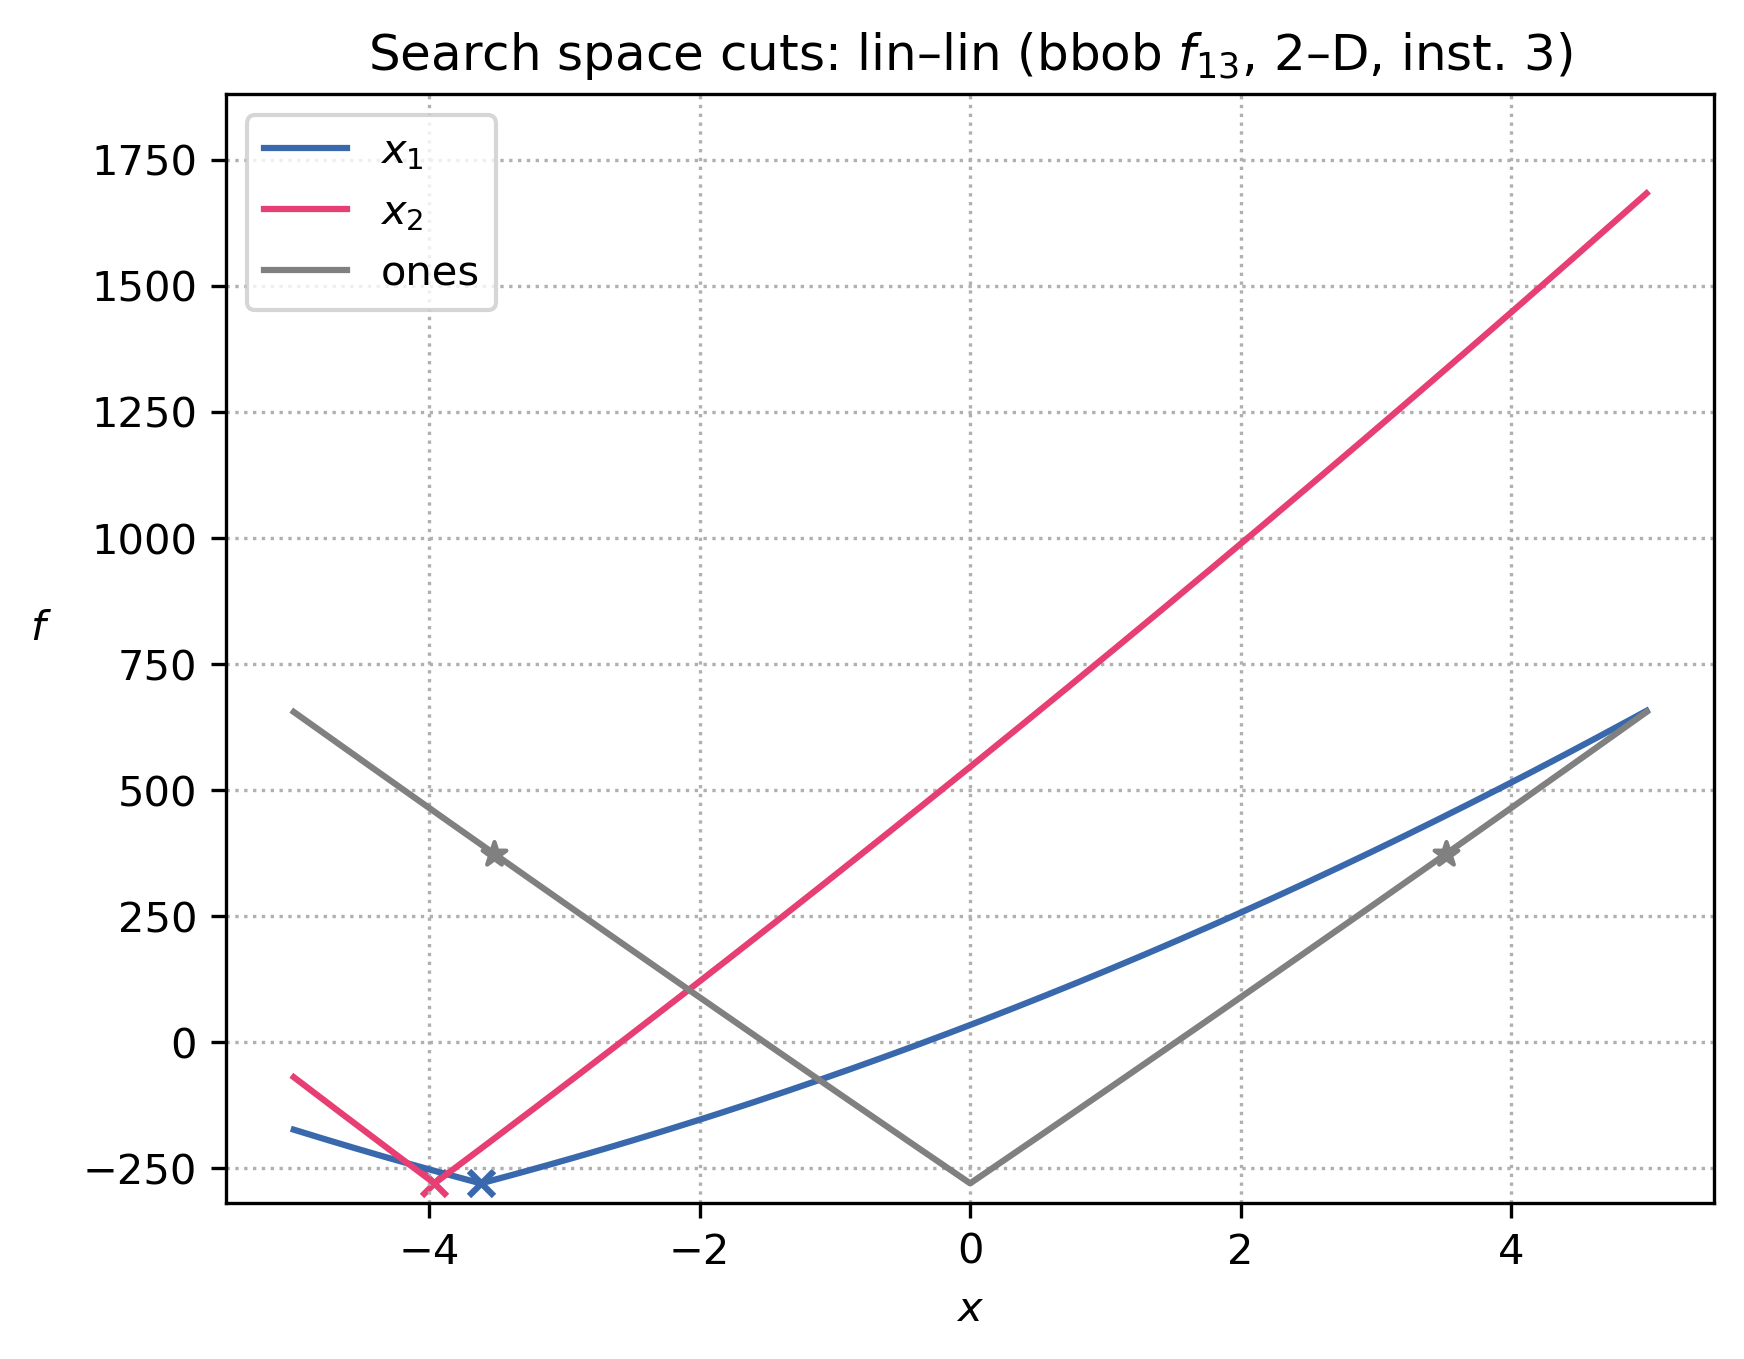 Search space cuts: lin–lin (bbob f13, 2–D, inst. 3)
x1
x2
ones
1750
1500
1250
1000
750
500
250
0
−250
f
−4 −2 0 2 4
x